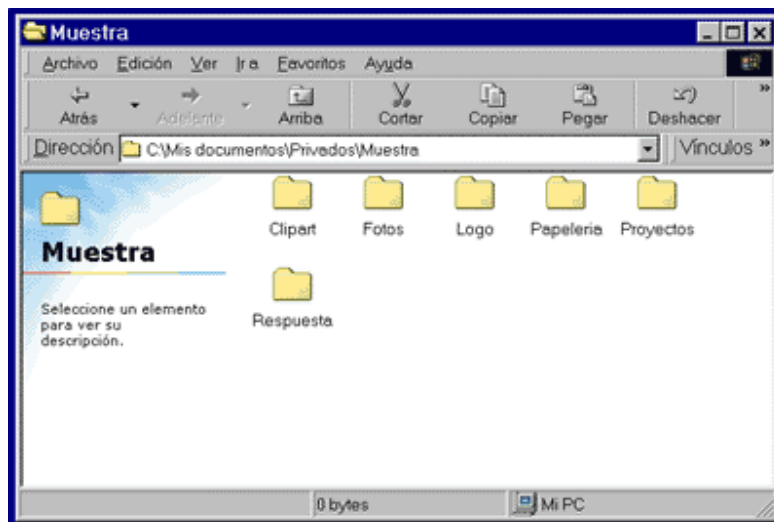 Muestra
Archivo Edición Ver Ir a Favoritos Ayuda
Atrás Adelante Arriba Cortar Copiar Pegar Deshacer »
Dirección C:\Mis documentos\Privados\Muestra Vínculos »
Clipart Fotos Logo Papeleria Proyectos
Muestra
Respuesta
Seleccione un elemento
para ver su
descripción.
0 bytes Mi PC